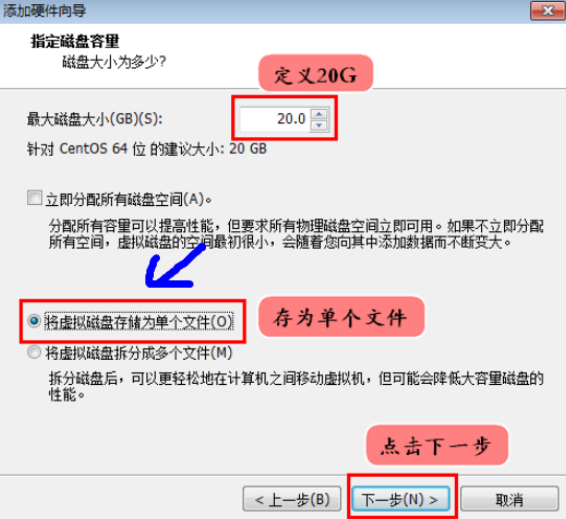 添加硬件向导
指定磁盘容量
磁盘大小为多少?
定义20G
最大磁盘大小(GB)(S):
20.0
针对 CentOS 64 位 的建议大小: 20 GB
立即分配所有磁盘空间(A)。
分配所有容量可以提高性能，但要求所有物理磁盘空间立即可用。如果不立即分配
所有空间，虚拟磁盘的空间最初很小，会随着您向其中添加数据而不断变大。
将虚拟磁盘存储为单个文件(O)
存为单个文件
将虚拟磁盘拆分成多个文件(M)
拆分磁盘后，可以更轻松地在计算机之间移动虚拟机，但可能会降低大容量磁盘的
性能。
点击下一步
< 上一步(B)
下一步(N) >
取消